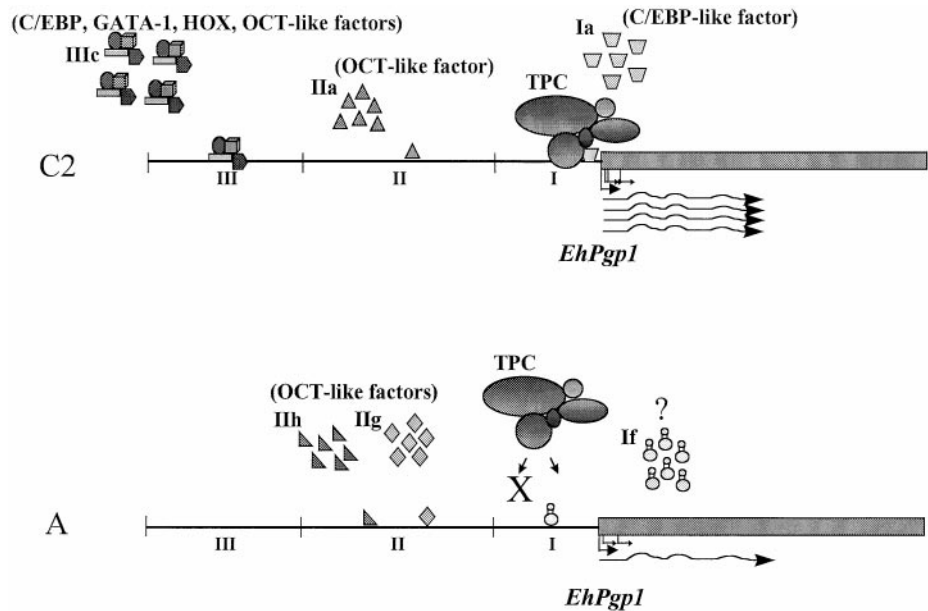 (C/EBP, GATA-1, HOX, OCT-like factors)
IIIc
(OCT-like factor)
IIa
(C/EBP-like factor)
Ia
TPC
C2
III
II
I
EhPgp1
(OCT-like factors)
IIh
IIg
TPC
?
If
X
A
III
II
I
EhPgp1